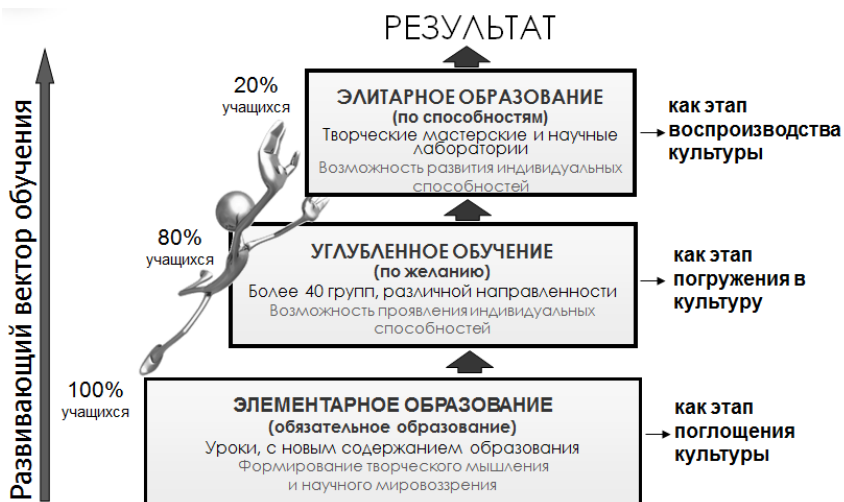 РЕЗУЛЬТАТ
Развивающий вектор обучения
20%
учащихся
ЭЛИТАРНОЕ ОБРАЗОВАНИЕ
(по способностям)
Творческие мастерские и научные
лаборатории
Возможность развития индивидуальных
способностей
как этап
воспроизводства
культуры
80%
учащихся
УГЛУБЛЕННОЕ ОБУЧЕНИЕ
(по желанию)
Более 40 групп, различной направленности
Возможность проявления индивидуальных
способностей
как этап
погружения в
культуру
100%
учащихся
ЭЛЕМЕНТАРНОЕ ОБРАЗОВАНИЕ
(обязательное образование)
Уроки, с новым содержанием образования
Формирование творческого мышления
и научного мировоззрения
как этап
поглощения
культуры